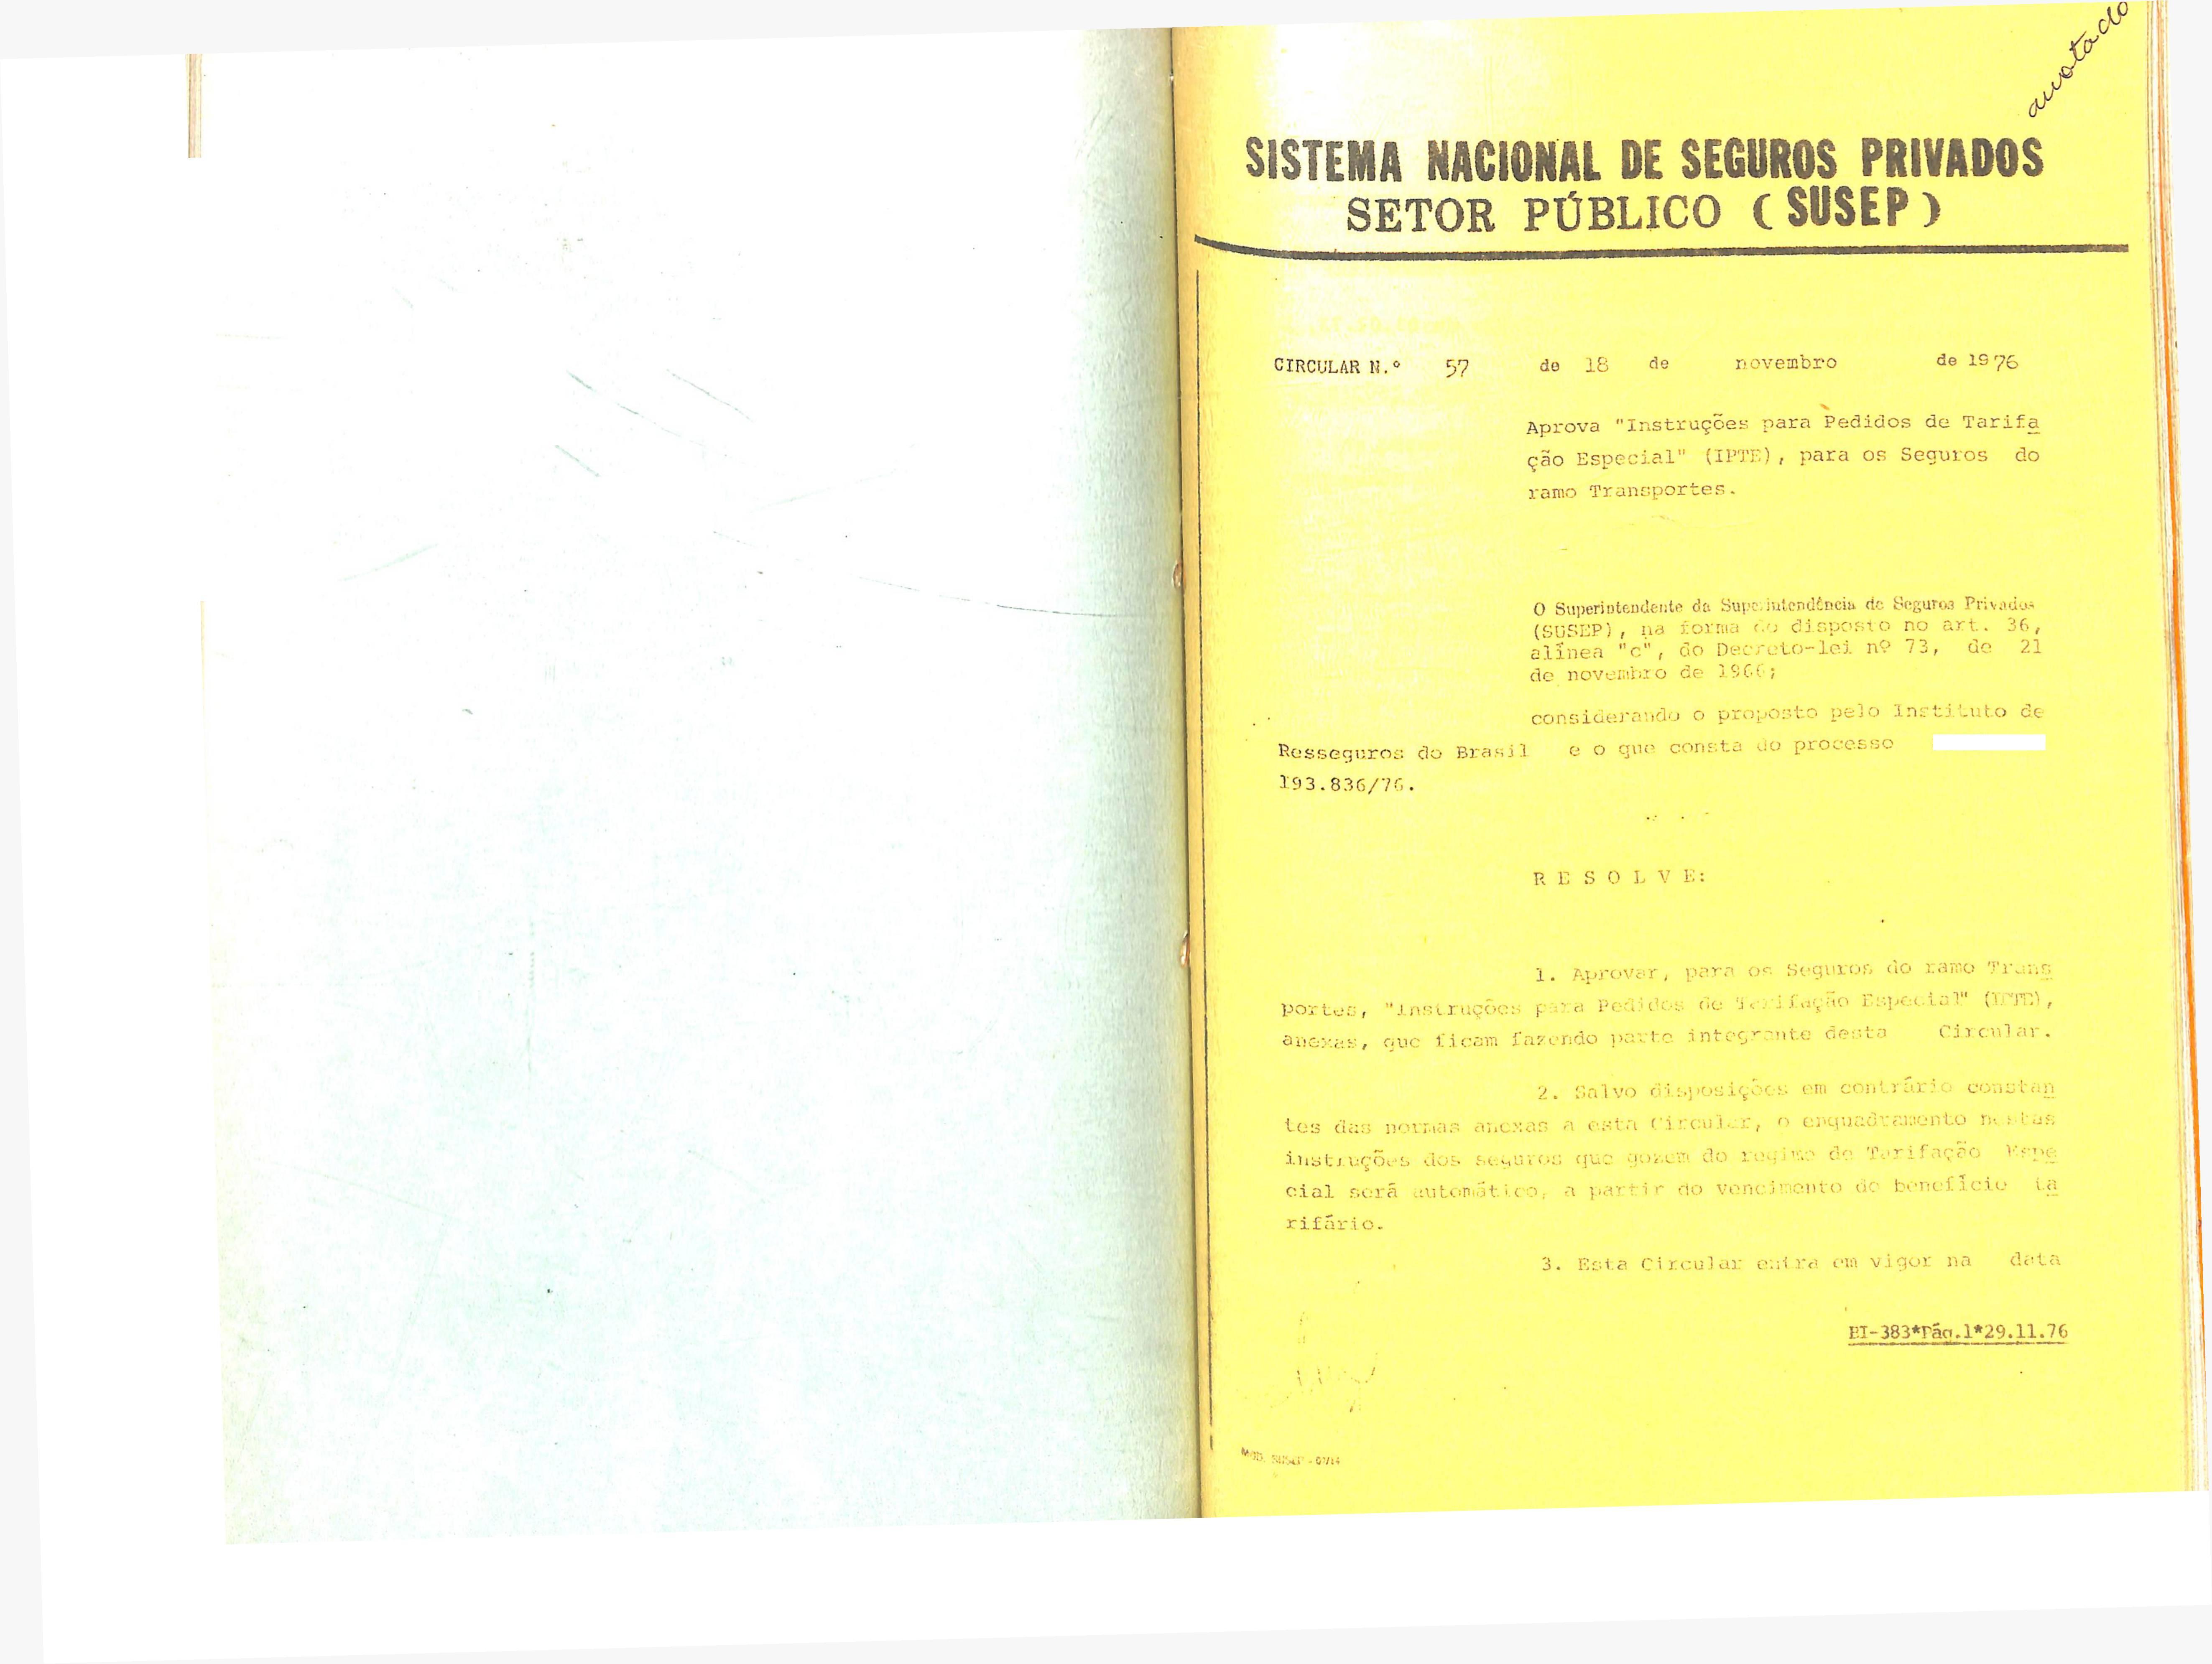 anotado
SISTEMA NACIONAL DE SEGUROS PRIVADOS
SETOR PÚBLICO ( SUSEP )
CIRCULAR N.º 57 de 18 de novembro de 1976
Aprova "Instruções para Pedidos de Tarifa
ção Especial" (IPTE), para os Seguros do
ramo Transportes.
O Superintendente da Superintendência de Seguros Privados
(SUSEP), na forma do disposto no art. 36,
alínea "c", do Decreto-lei nº 73, de 21
de novembro de 1966;
considerando o proposto pelo Instituto de
Resseguros do Brasil e o que consta do processo
193.836/76.
R E S O L V E:
1. Aprovar, para os Seguros do ramo Trans
portes, "Instruções para Pedidos de Tarifação Especial" (IPTE),
anexas, que ficam fazendo parte integrante desta Circular.
2. Salvo disposições em contrário constan
tes das normas anexas a esta Circular, o enquadramento nestas
instruções dos seguros que gozem do regime de Tarifação Espe
cial será automático, a partir do vencimento do benefício ta
rifário.
3. Esta Circular entra em vigor na data
BI-383*Pág.1*29.11.76
MOD. SUSEP -